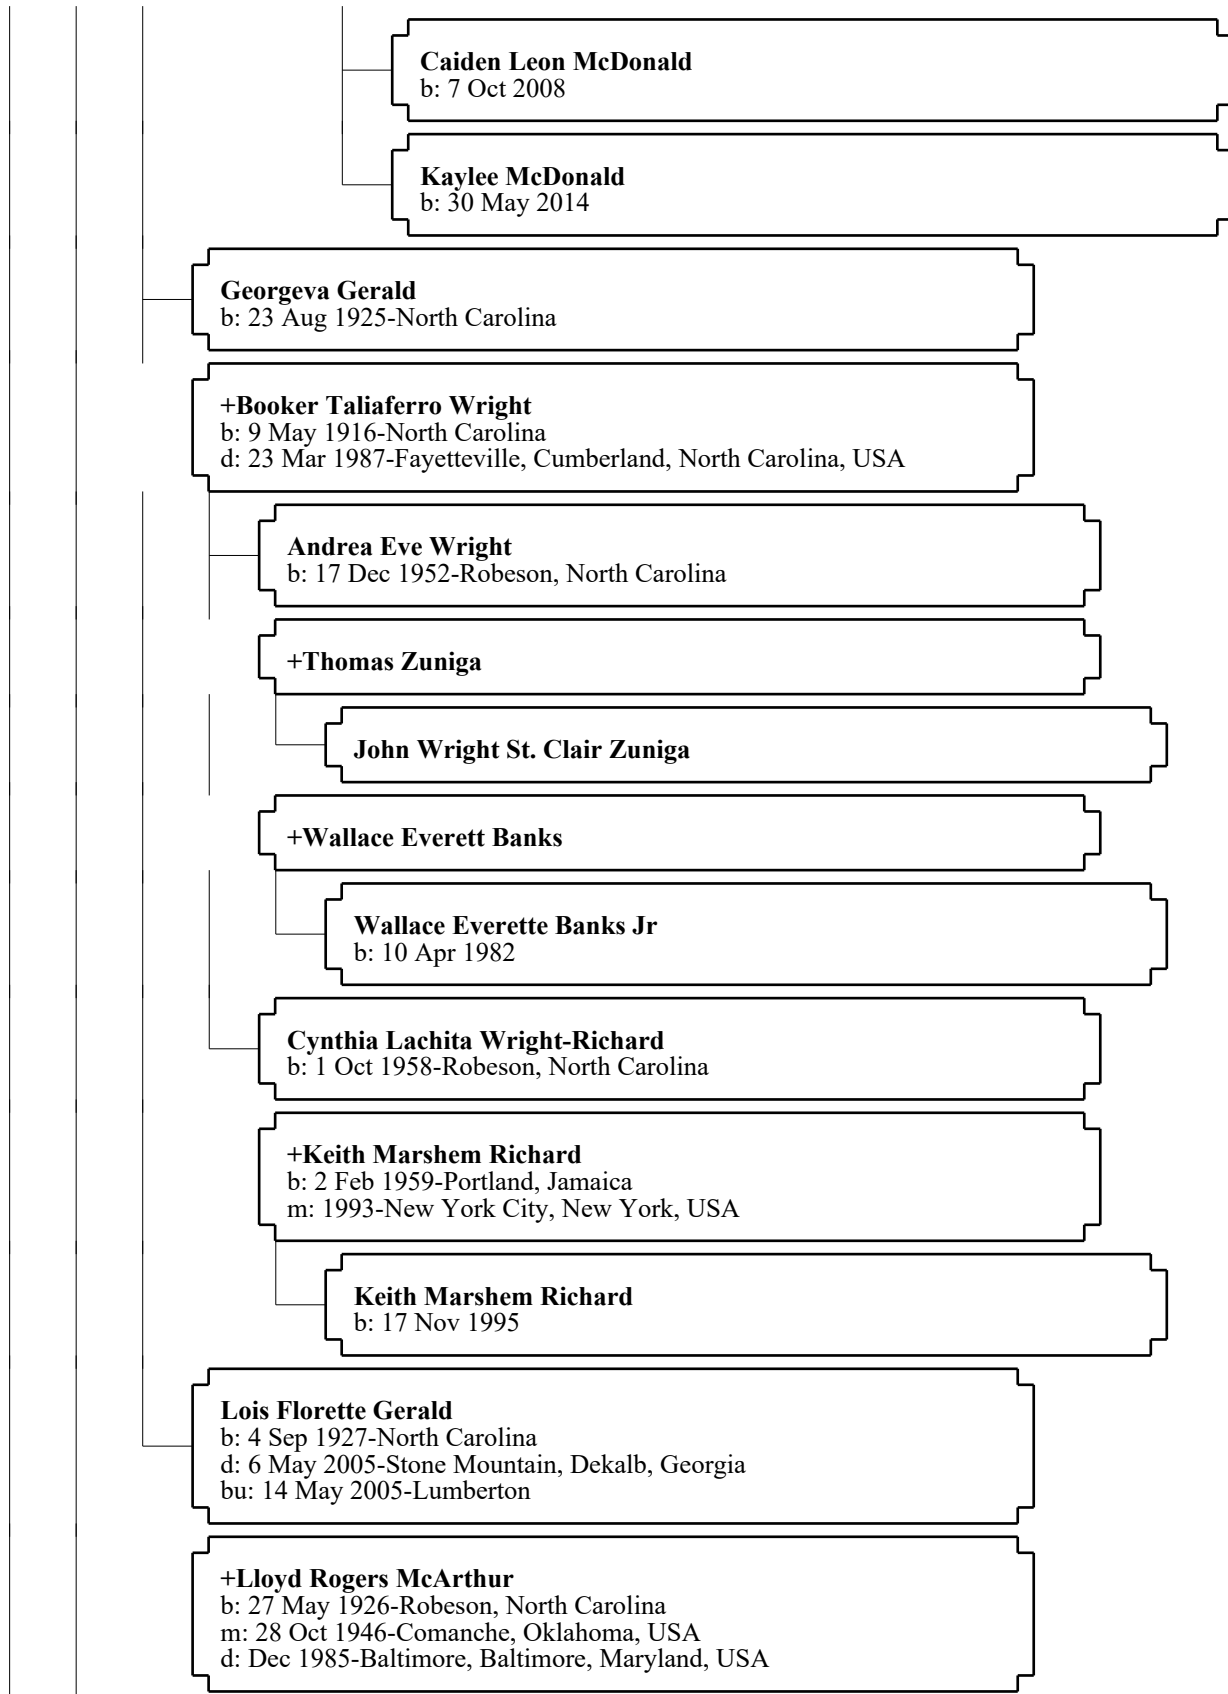 Caiden Leon McDonald
b: 7 Oct 2008
Kaylee McDonald
b: 30 May 2014
Georgeva Gerald
b: 23 Aug 1925-North Carolina
+Booker Taliaferro Wright
b: 9 May 1916-North Carolina
d: 23 Mar 1987-Fayetteville, Cumberland, North Carolina, USA
Andrea Eve Wright
b: 17 Dec 1952-Robeson, North Carolina
+Thomas Zuniga
John Wright St. Clair Zuniga
+Wallace Everett Banks
Wallace Everette Banks Jr
b: 10 Apr 1982
Cynthia Lachita Wright-Richard
b: 1 Oct 1958-Robeson, North Carolina
+Keith Marshem Richard
b: 2 Feb 1959-Portland, Jamaica
m: 1993-New York City, New York, USA
Keith Marshem Richard
b: 17 Nov 1995
Lois Florette Gerald
b: 4 Sep 1927-North Carolina
d: 6 May 2005-Stone Mountain, Dekalb, Georgia
bu: 14 May 2005-Lumberton
+Lloyd Rogers McArthur
b: 27 May 1926-Robeson, North Carolina
m: 28 Oct 1946-Comanche, Oklahoma, USA
d: Dec 1985-Baltimore, Baltimore, Maryland, USA